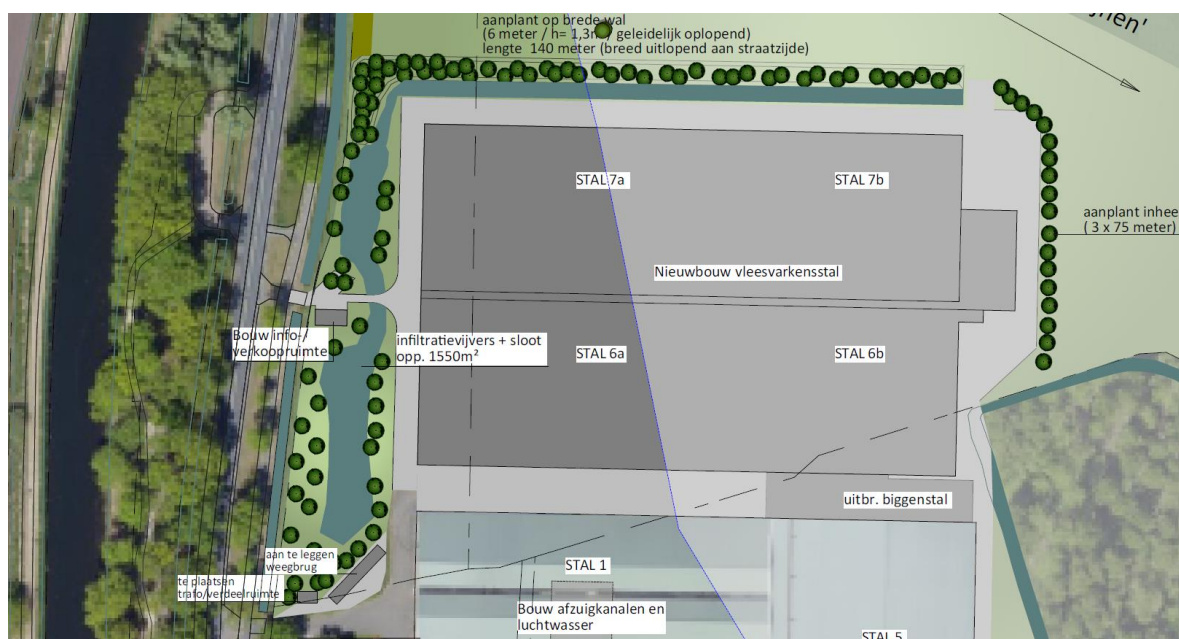 aanplant op brede wal
(6 meter / h= 1,3m / geleidelijk oplopend)
lengte 140 meter (breed uitlopend aan straatzijde)
STAL 7a
STAL 7b
aanplant
( 3 x 75 meter)
Nieuwbouw vleesvarkensstal
Bouw info-/
verkoopruimte
infiltratievijvers + sloot
opp. 1550m²
STAL 6a
STAL 6b
uitbr. biggenstal
aan te leggen
weegbrug
te plaatsen
trafo/verdeelruimte
STAL 1
Bouw afzuigkanalen en
luchtwasser
STAL 5